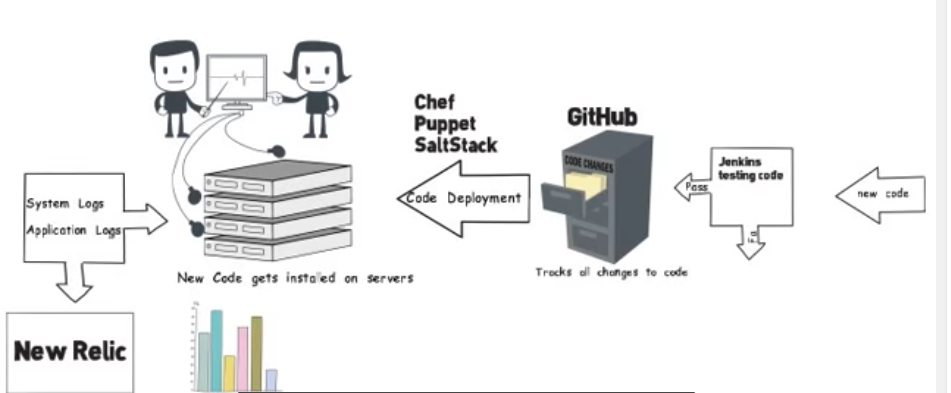 Chef
Puppet
SaltStack
GitHub
CODE CHANGES
Jenkins
testing code
Pass
new code
Code Deployment
System Logs
Application Logs
Fa
Tracks all changes to code
New Code gets installed on servers
New Relic